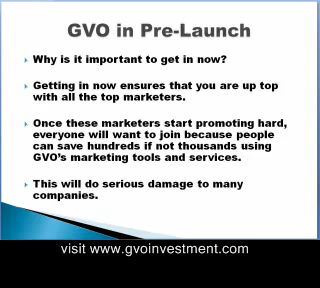 GVO in Pre-Launch
Why is it important to get in now?
Getting in now ensures that you are up top
with all the top marketers.
Once these marketers start promoting hard,
everyone will want to join because people
can save hundreds if not thousands using
GVO's marketing tools and services.
This will do serious damage to many
companies.
visit www.gvoinvestment.com